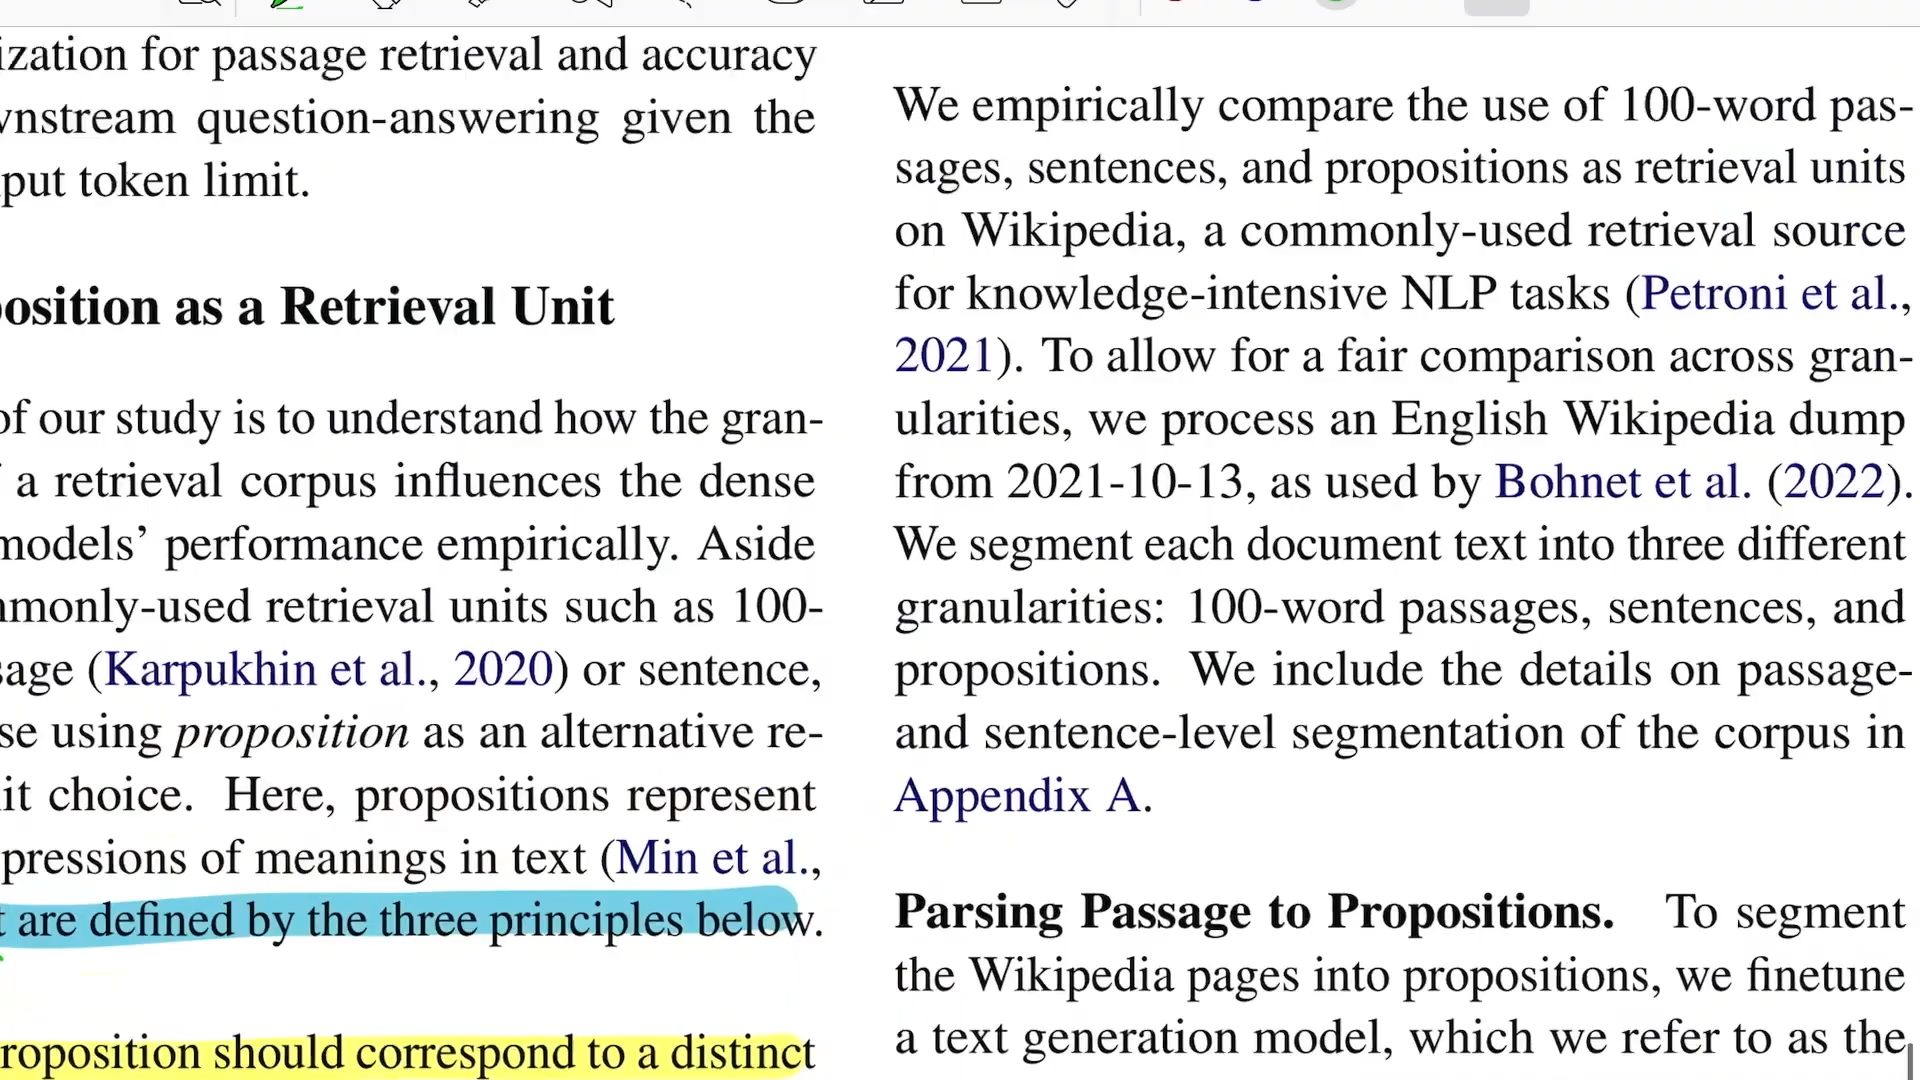 ization for passage retrieval and accuracy
wnstream question-answering given the
put token limit.
osition as a Retrieval Unit
of our study is to understand how the gran-
a retrieval corpus influences the dense
models’ performance empirically. Aside
mmonly-used retrieval units such as 100-
sage (Karpukhin et al., 2020) or sentence,
se using proposition as an alternative re-
it choice. Here, propositions represent
pressions of meanings in text (Min et al.,
t are defined by the three principles below.
roposition should correspond to a distinct
We empirically compare the use of 100-word pas-
sages, sentences, and propositions as retrieval units
on Wikipedia, a commonly-used retrieval source
for knowledge-intensive NLP tasks (Petroni et al.,
2021). To allow for a fair comparison across gran-
ularities, we process an English Wikipedia dump
from 2021-10-13, as used by Bohnet et al. (2022).
We segment each document text into three different
granularities: 100-word passages, sentences, and
propositions. We include the details on passage-
and sentence-level segmentation of the corpus in
Appendix A.
Parsing Passage to Propositions. To segment
the Wikipedia pages into propositions, we finetune
a text generation model, which we refer to as the